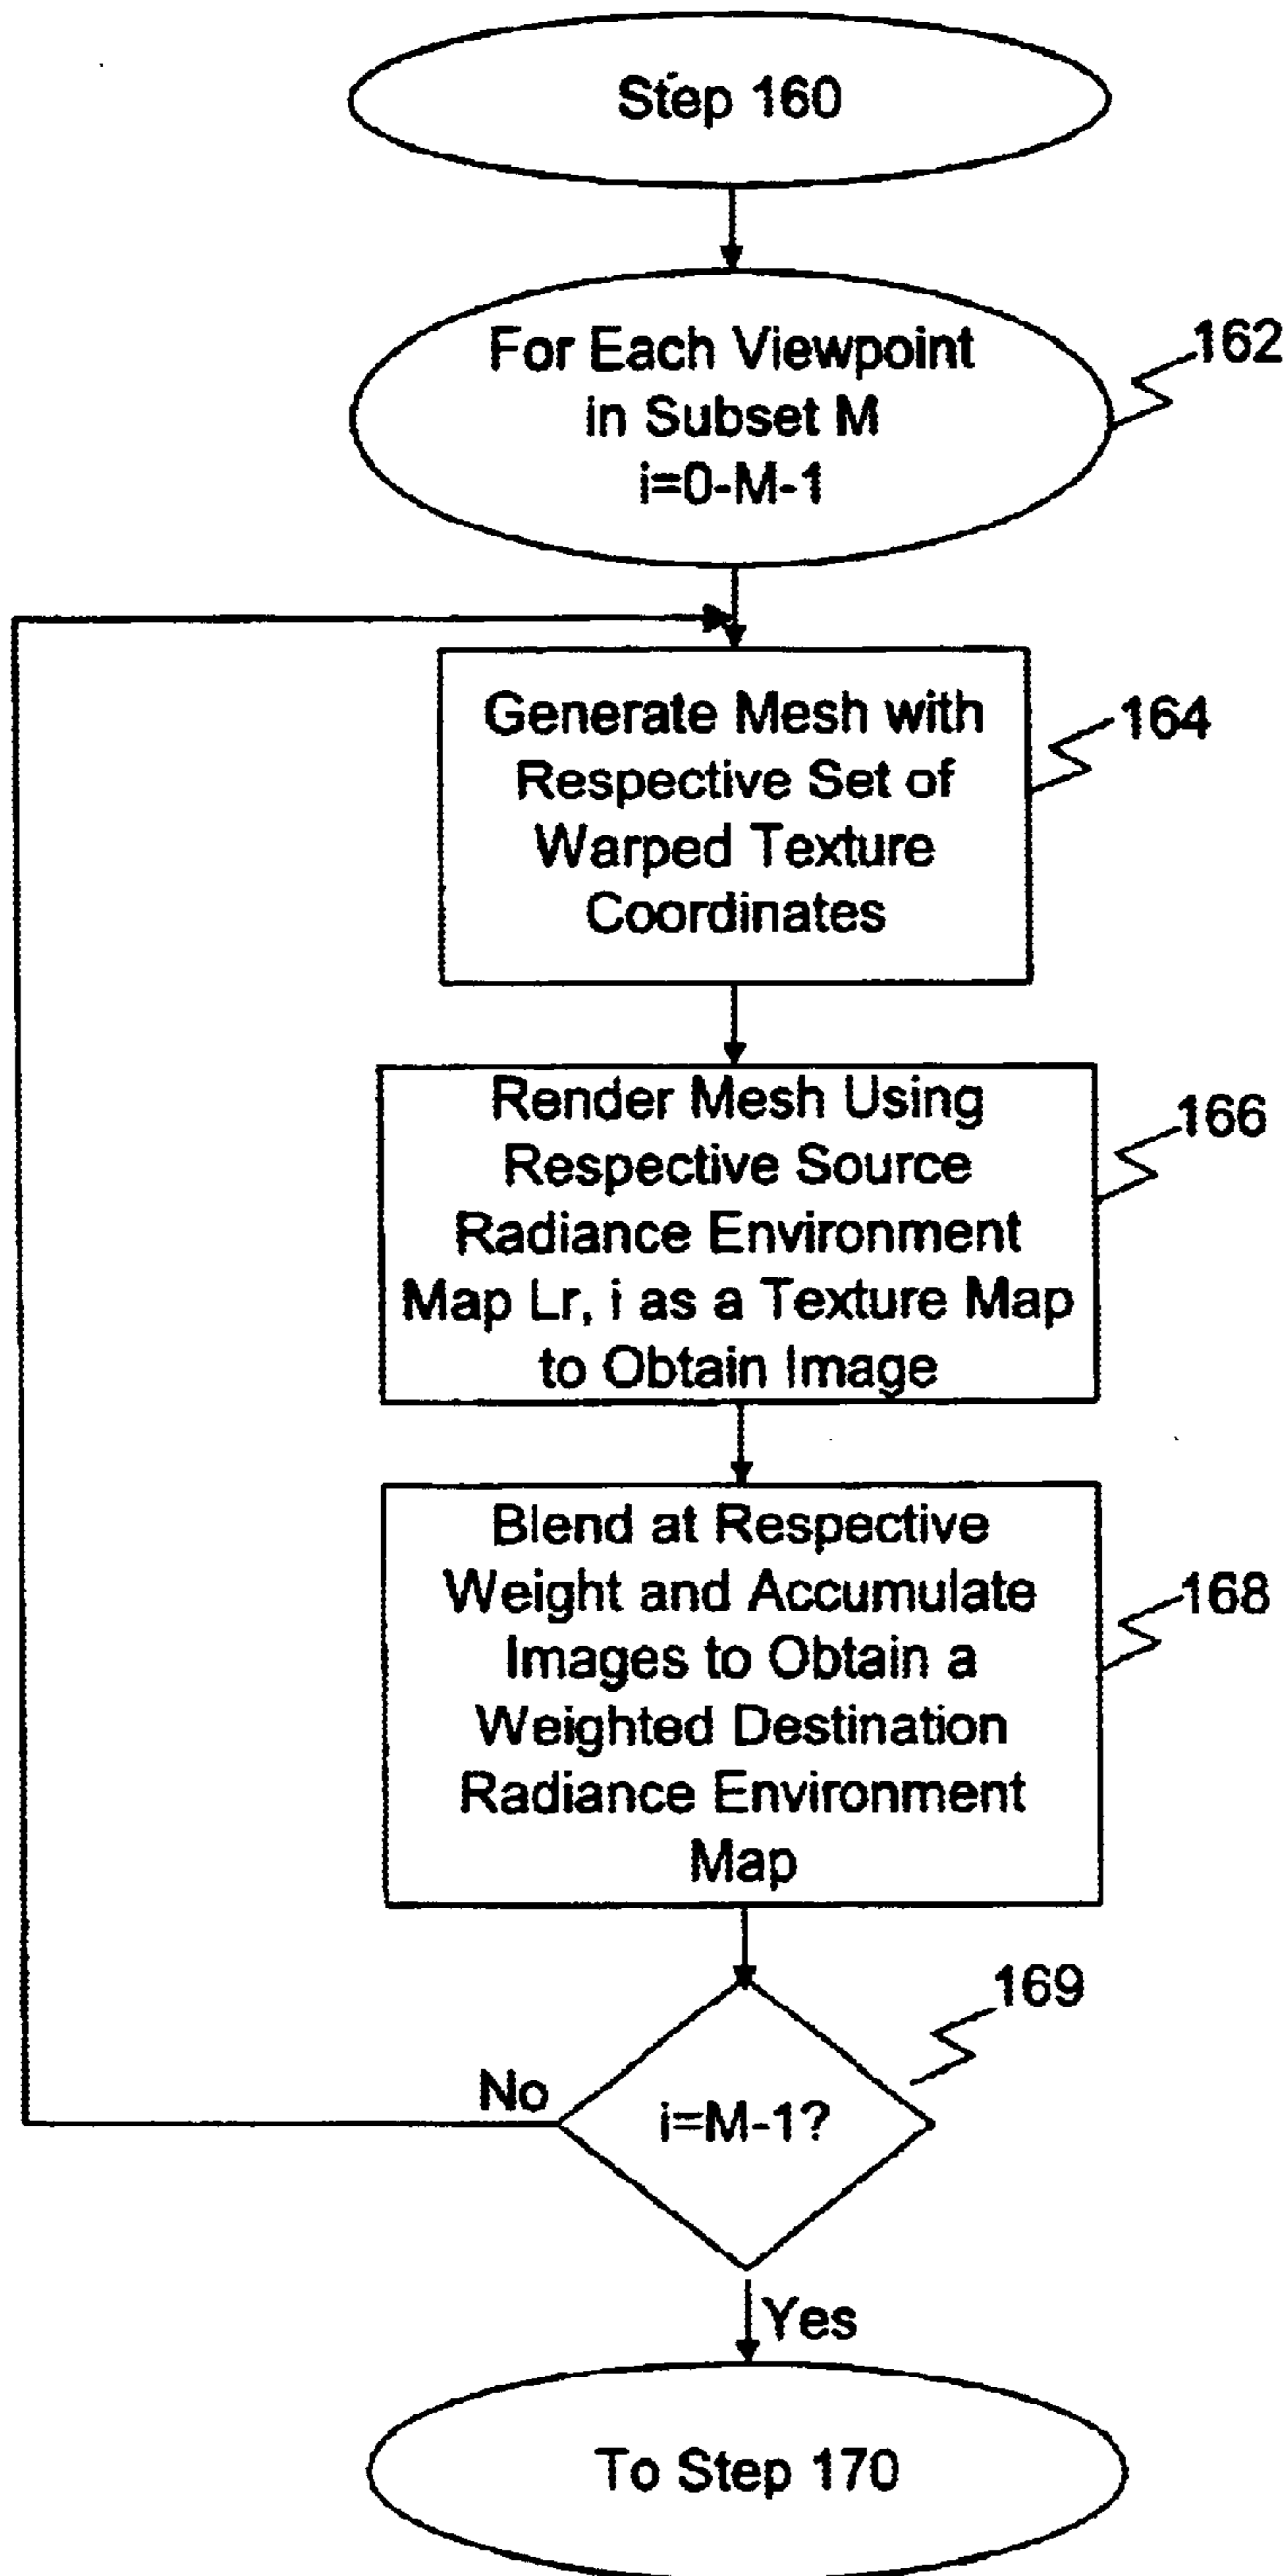 Step 160
For Each Viewpoint
in Subset M
i=0-M-1
162
Generate Mesh with
Respective Set of
Warped Texture
Coordinates
164
Render Mesh Using
Respective Source
Radiance Environment
Map Lr, i as a Texture Map
to Obtain Image
166
Blend at Respective
Weight and Accumulate
Images to Obtain a
Weighted Destination
Radiance Environment
Map
168
169
No
i=M-1?
Yes
To Step 170